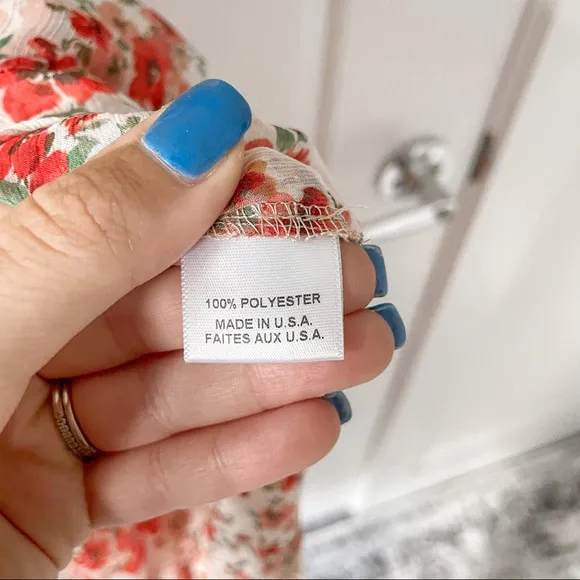 100% POLYESTER
MADE IN U.S.A.
FAITES AUX U.S.A.